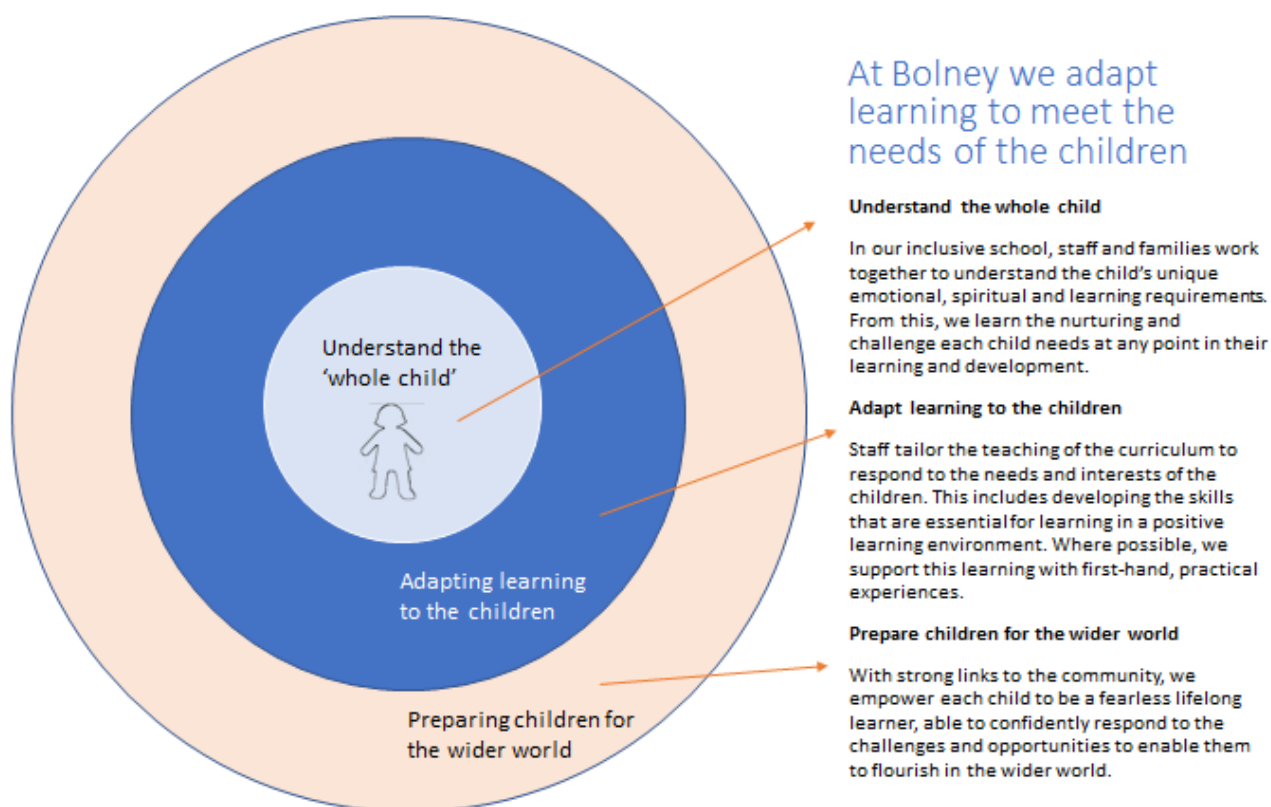 Understand the
‘whole child’
Adapting learning
to the children
Preparing children for
the wider world
At Bolney we adapt
learning to meet the
needs of the children
Understand the whole child
In our inclusive school, staff and families work
together to understand the child’s unique
emotional, spiritual and learning requirements.
From this, we learn the nurturing and
challenge each child needs at any point in their
learning and development.
Adapt learning to the children
Staff tailor the teaching of the curriculum to
respond to the needs and interests of the
children. This includes developing the skills
that are essential for learning in a positive
learning environment. Where possible, we
support this learning with first-hand, practical
experiences.
Prepare children for the wider world
With strong links to the community, we
empower each child to be a fearless lifelong
learner, able to confidently respond to the
challenges and opportunities to enable them
to flourish in the wider world.